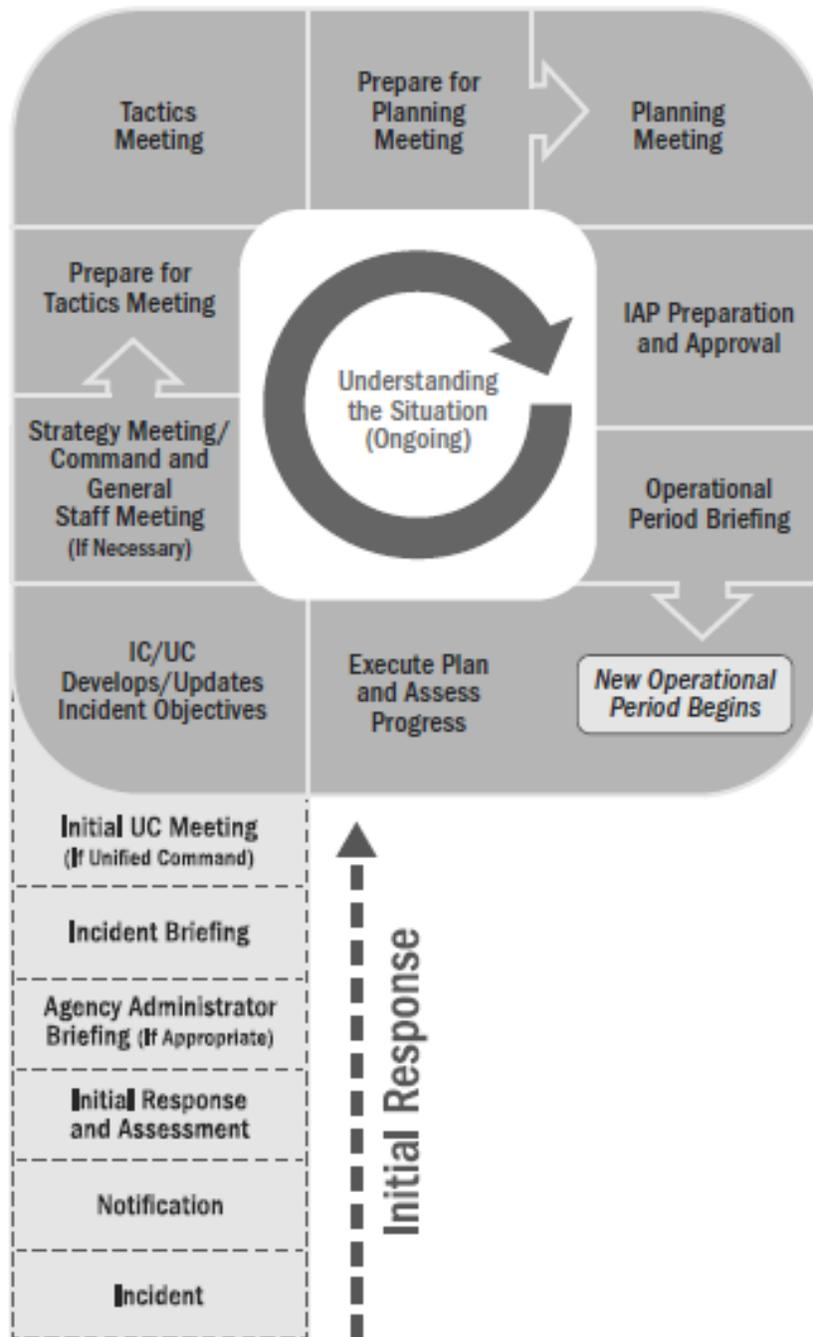 Tactics
Meeting
Prepare for
Planning
Meeting
Planning
Meeting
Prepare for
Tactics Meeting
Understanding
the Situation
(Ongoing)
IAP Preparation
and Approval
Strategy Meeting/
Command and
General
Staff Meeting
(If Necessary)
Operational
Period Briefing
IC/UC
Develops/Updates
Incident Objectives
Execute Plan
and Assess
Progress
New Operational
Period Begins
Initial UC Meeting
(If Unified Command)
Incident Briefing
Agency Administrator
Briefing (If Appropriate)
Initial Response
and Assessment
Notification
Incident
Initial Response